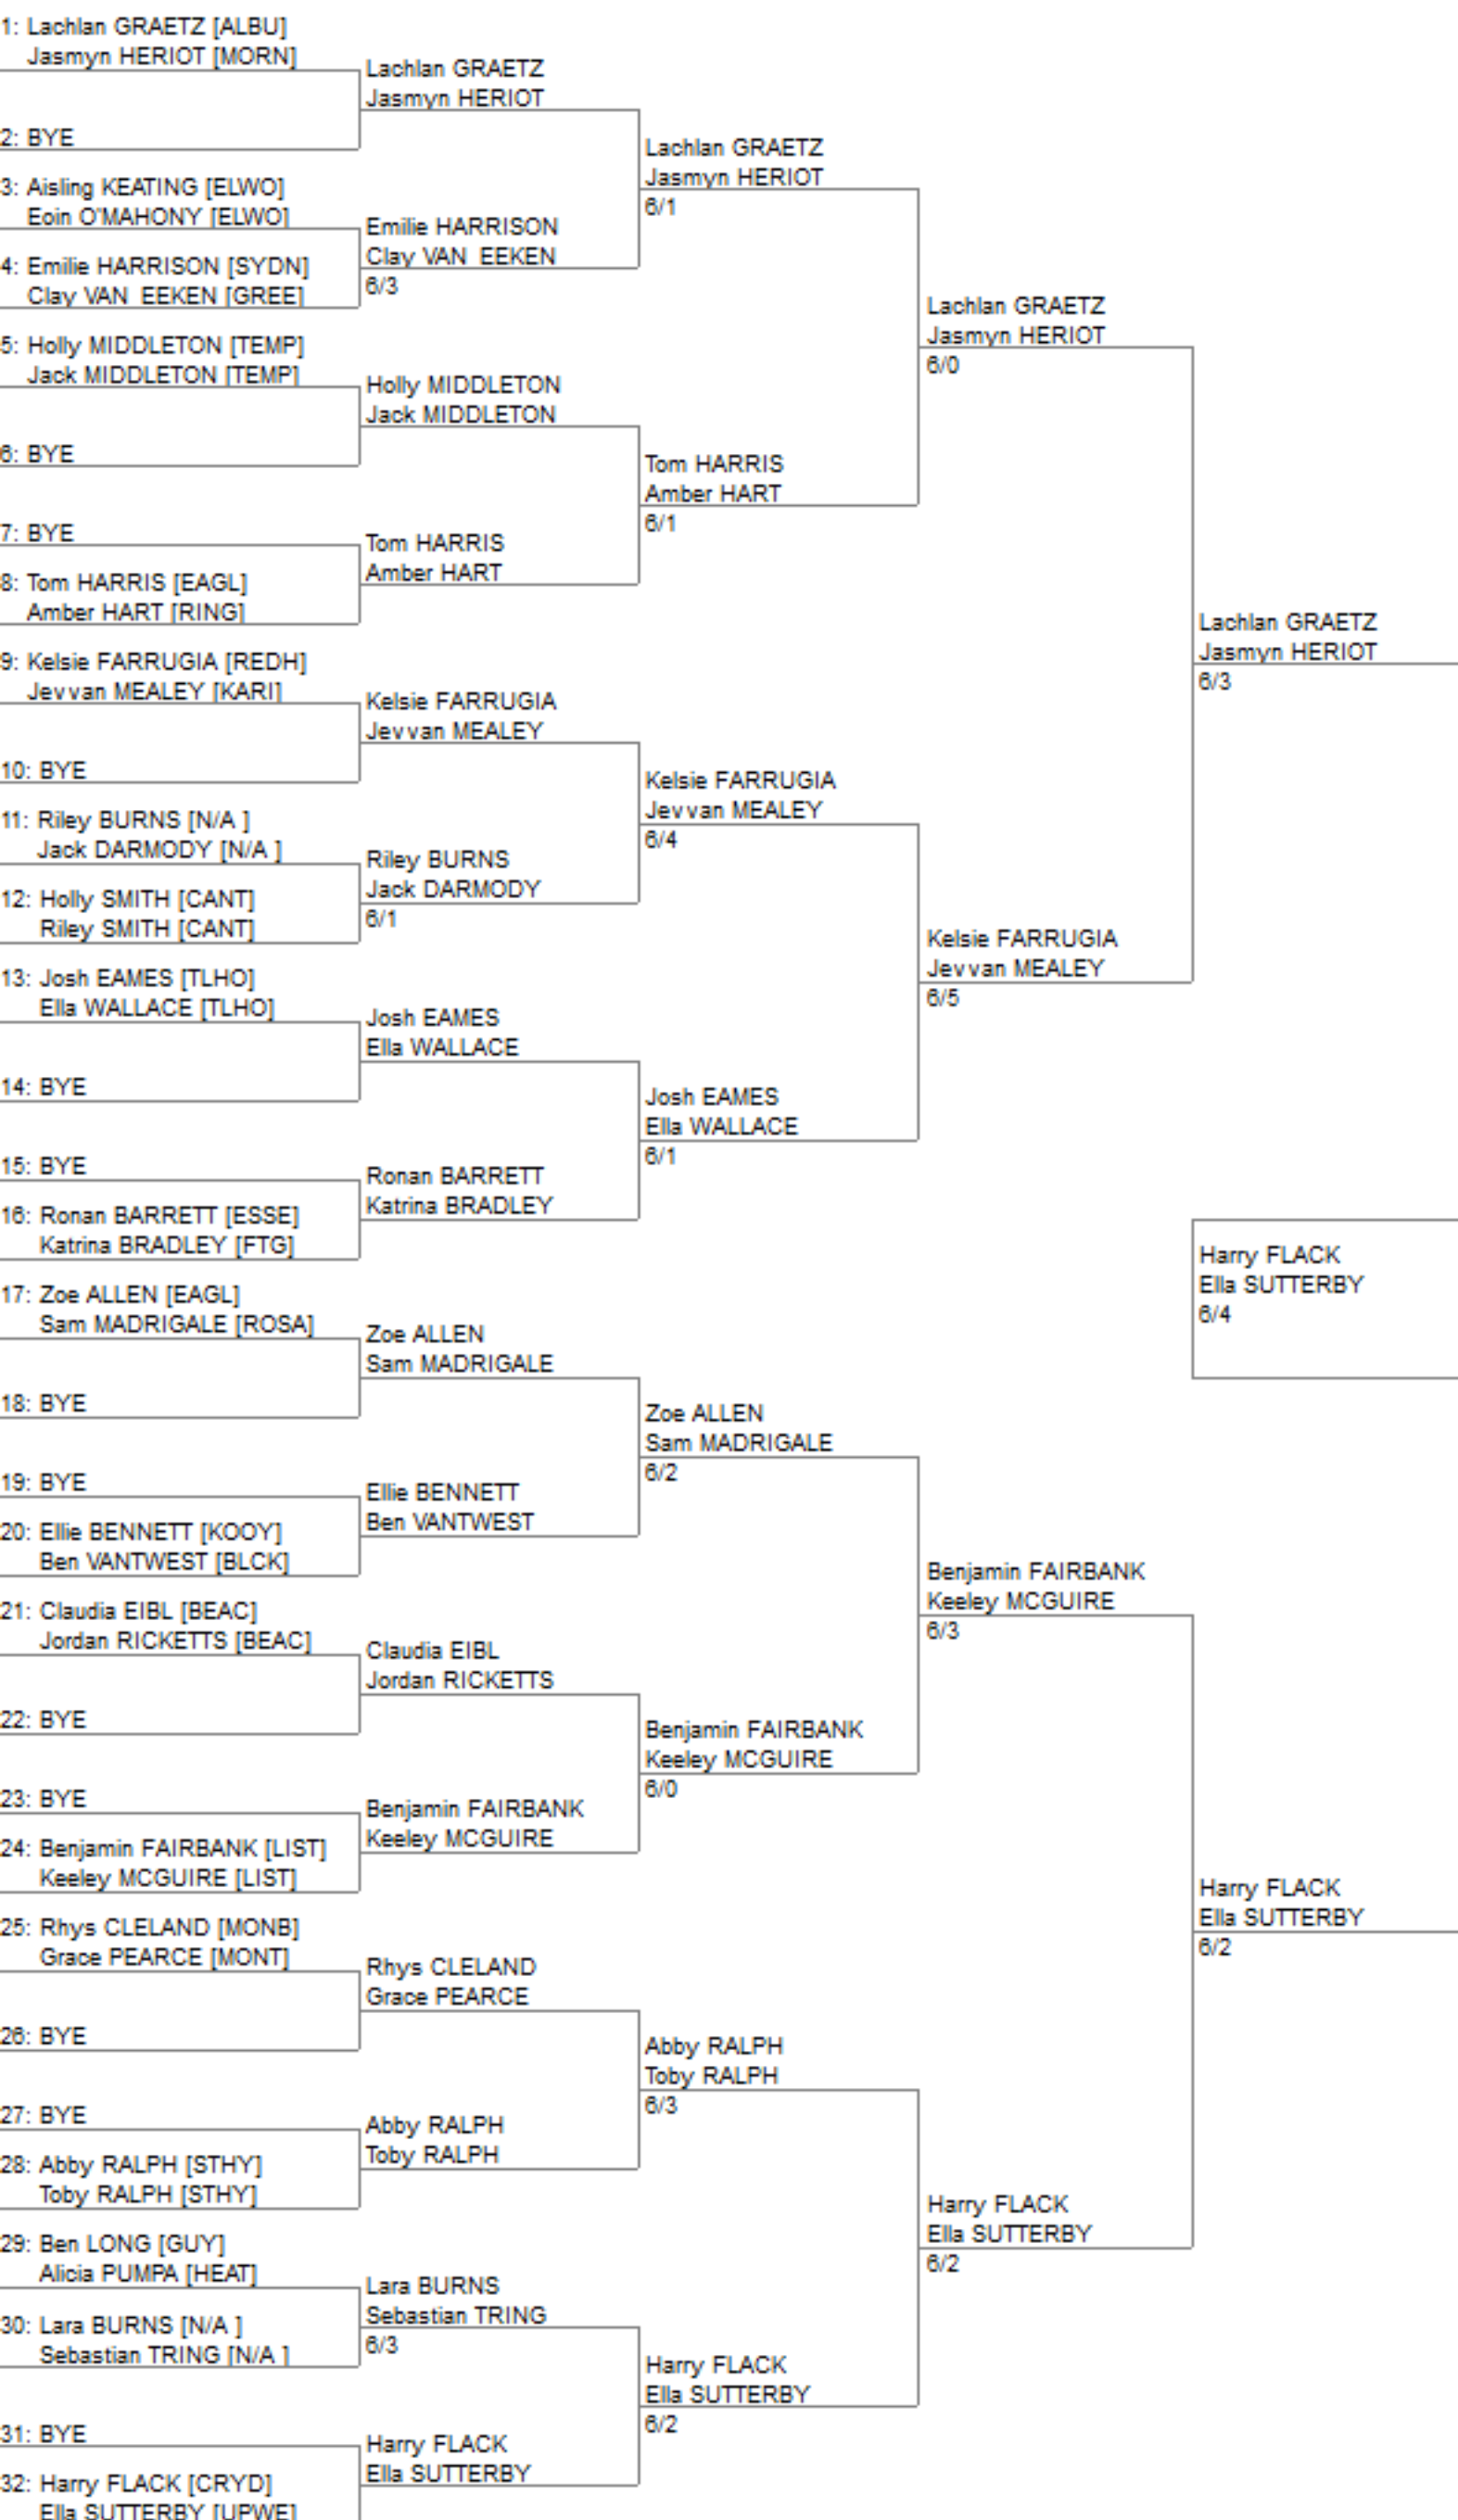 1: Lachlan GRAETZ [ALBU]
Jasmyn HERIOT [MORN]
2: BYE
3: Aisling KEATING [ELWO]
Eoin O'MAHONY [ELWO]
4: Emilie HARRISON [SYDN]
Clay VAN EEKEN [GREE]
5: Holly MIDDLETON [TEMP]
Jack MIDDLETON [TEMP]
6: BYE
7: BYE
8: Tom HARRIS [EAGL]
Amber HART [RING]
9: Kelsie FARRUGIA [REDH]
Jevvan MEALEY [KARI]
10: BYE
11: Riley BURNS [N/A ]
Jack DARMODY [N/A ]
12: Holly SMITH [CANT]
Riley SMITH [CANT]
13: Josh EAMES [TLHO]
Ella WALLACE [TLHO]
14: BYE
15: BYE
16: Ronan BARRETT [ESSE]
Katrina BRADLEY [FTG]
17: Zoe ALLEN [EAGL]
Sam MADRIGALE [ROSA]
18: BYE
19: BYE
20: Ellie BENNETT [KOOY]
Ben VANTWEST [BLCK]
21: Claudia EIBL [BEAC]
Jordan RICKETTS [BEAC]
22: BYE
23: BYE
24: Benjamin FAIRBANK [LIST]
Keeley MCGUIRE [LIST]
25: Rhys CLELAND [MONB]
Grace PEARCE [MONT]
26: BYE
27: BYE
28: Abby RALPH [STHY]
Toby RALPH [STHY]
29: Ben LONG [GUY]
Alicia PUMPA [HEAT]
30: Lara BURNS [N/A ]
Sebastian TRING [N/A ]
31: BYE
32: Harry FLACK [CRYD]
Ella SUTTERBY [UPWE]
Lachlan GRAETZ
Jasmyn HERIOT
Emilie HARRISON
Clay VAN EEKEN
6/3
Holly MIDDLETON
Jack MIDDLETON
Tom HARRIS
Amber HART
Kelsie FARRUGIA
Jevvan MEALEY
Riley BURNS
Jack DARMODY
6/1
Josh EAMES
Ella WALLACE
Ronan BARRETT
Katrina BRADLEY
Zoe ALLEN
Sam MADRIGALE
Ellie BENNETT
Ben VANTWEST
Claudia EIBL
Jordan RICKETTS
Benjamin FAIRBANK
Keeley MCGUIRE
Rhys CLELAND
Grace PEARCE
Abby RALPH
Toby RALPH
Lara BURNS
Sebastian TRING
6/3
Harry FLACK
Ella SUTTERBY
Lachlan GRAETZ
Jasmyn HERIOT
6/1
Tom HARRIS
Amber HART
6/1
Kelsie FARRUGIA
Jevvan MEALEY
6/4
Josh EAMES
Ella WALLACE
6/1
Zoe ALLEN
Sam MADRIGALE
6/2
Benjamin FAIRBANK
Keeley MCGUIRE
6/0
Abby RALPH
Toby RALPH
6/3
Harry FLACK
Ella SUTTERBY
6/2
Lachlan GRAETZ
Jasmyn HERIOT
6/0
Kelsie FARRUGIA
Jevvan MEALEY
6/5
Benjamin FAIRBANK
Keeley MCGUIRE
6/3
Harry FLACK
Ella SUTTERBY
6/2
Lachlan GRAETZ
Jasmyn HERIOT
6/3
Harry FLACK
Ella SUTTERBY
6/4
Harry FLACK
Ella SUTTERBY
6/2